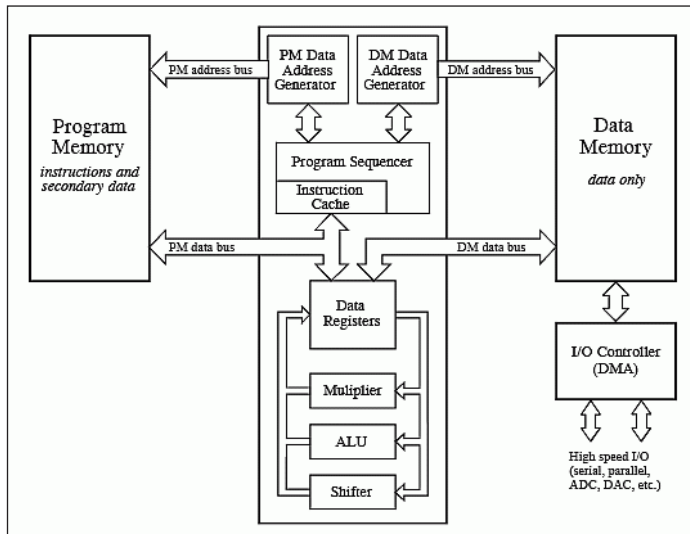 PM Data
Address
Generator
DM Data
Address
Generator
PM address bus
DM address bus
Program
Memory
instructions and
secondary data
Program Sequencer
Instruction
Cache
Data
Memory
data only
PM data bus
DM data bus
Data
Registers
Muliplier
ALU
Shifter
I/O Controller
(DMA)
High speed I/O
(serial, parallel,
ADC, DAC, etc.)